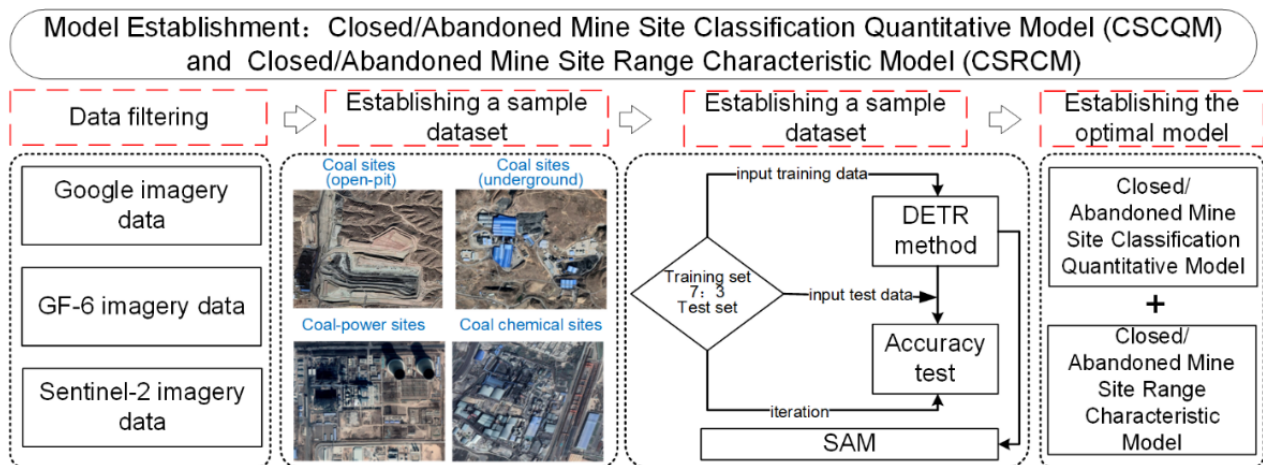 Model Establishment：Closed/Abandoned Mine Site Classification Quantitative Model (CSCQM)
and Closed/Abandoned Mine Site Range Characteristic Model (CSRCM)
Data filtering
Establishing a sample
dataset
Establishing a sample
dataset
Establishing the
optimal model
Google imagery
data
GF-6 imagery data
Sentinel-2 imagery
data
Coal sites
(open-pit)
Coal sites
(underground)
Coal-power sites
Coal chemical sites
input training data
DETR
method
Training set
7：3
Test set
input test data
Accuracy
test
iteration
SAM
Closed/
Abandoned Mine
Site Classification
Quantitative Model
+
Closed/
Abandoned Mine
Site Range
Characteristic
Model